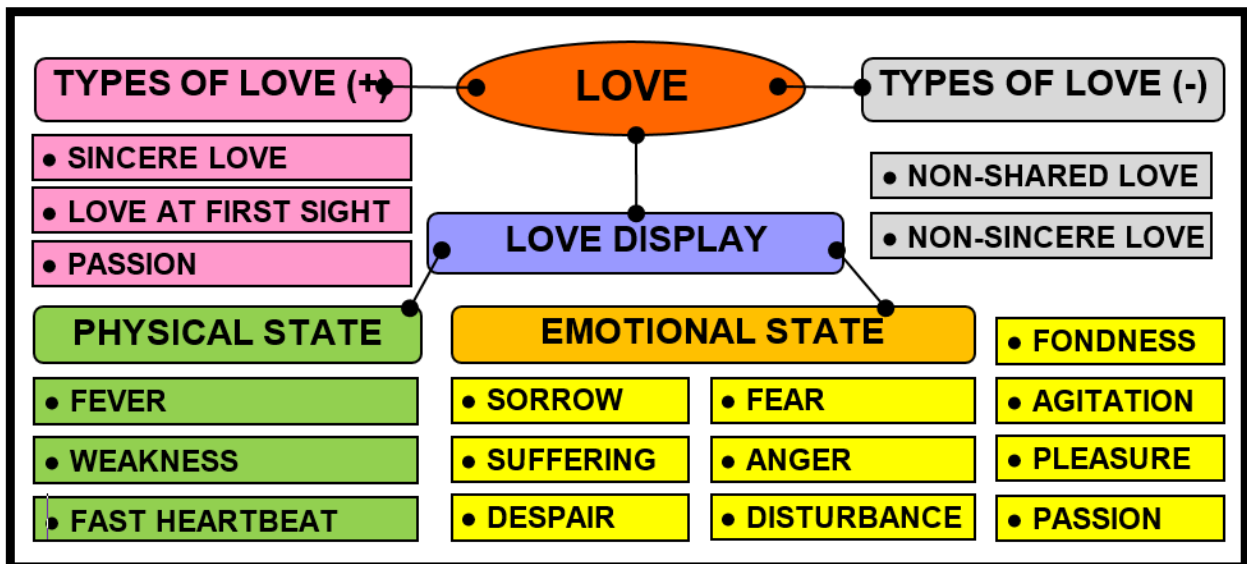 LOVE
TYPES OF LOVE (+)
• SINCERE LOVE
• LOVE AT FIRST SIGHT
• PASSION
TYPES OF LOVE (-)
• NON-SHARED LOVE
• NON-SINCERE LOVE
LOVE DISPLAY
PHYSICAL STATE
• FEVER
• WEAKNESS
• FAST HEARTBEAT
EMOTIONAL STATE
• SORROW
• SUFFERING
• DESPAIR
• FEAR
• ANGER
• DISTURBANCE
• FONDNESS
• AGITATION
• PLEASURE
• PASSION